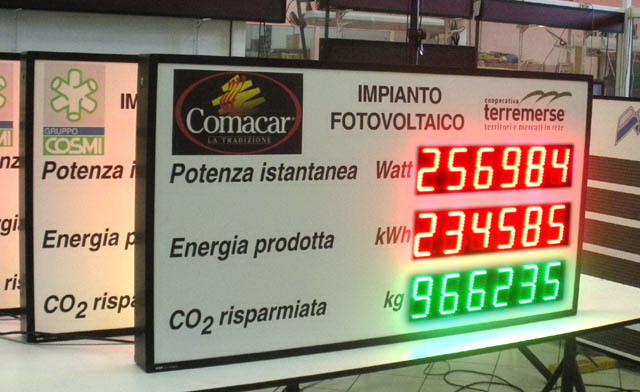 Comacar
LA TRADIZIONE
IMPIANTO
FOTOVOLTAICO
cooperativa
terremerse
territori e mercati in rete
Potenza istantanea Watt 256984
Energia prodotta kWh 234585
CO2 risparmiata kg 966235
GRUPPO
COSMI
IM
Potenza i
Energia p
CO2 rispa